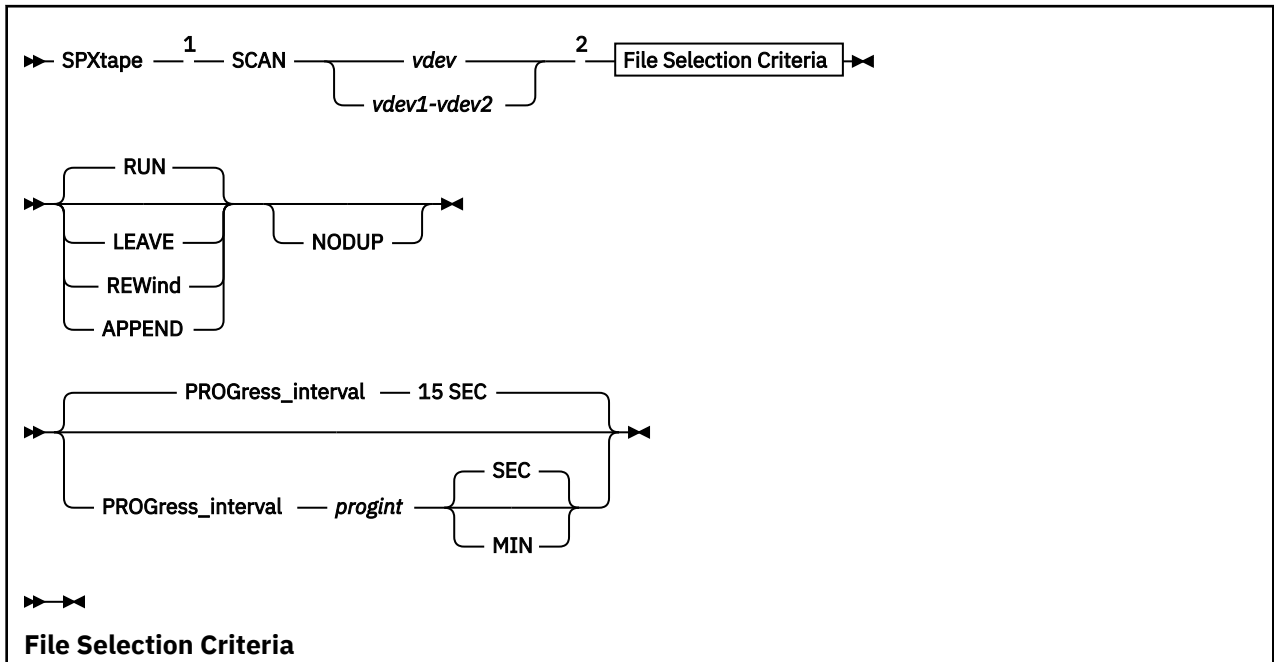 SPXtape 1 SCAN vdev 2 File Selection Criteria
vdev1-vdev2
RUN
LEAVE NODUP
REWind
APPEND
PROGress_interval 15 SEC
SEC
PROGress_interval progint
MIN
File Selection Criteria